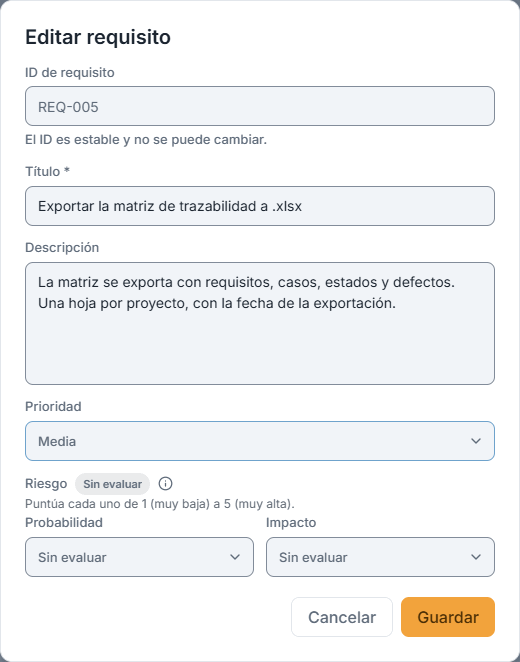 Editar requisito
ID de requisito
REQ-005
El ID es estable y no se puede cambiar.
Título *
Exportar la matriz de trazabilidad a .xlsx
Descripción
La matriz se exporta con requisitos, casos, estados y defectos.
Una hoja por proyecto, con la fecha de la exportación.
Prioridad
Media
Riesgo Sin evaluar
Puntúa cada uno de 1 (muy baja) a 5 (muy alta).
Probabilidad Impacto
Sin evaluar Sin evaluar
Cancelar Guardar